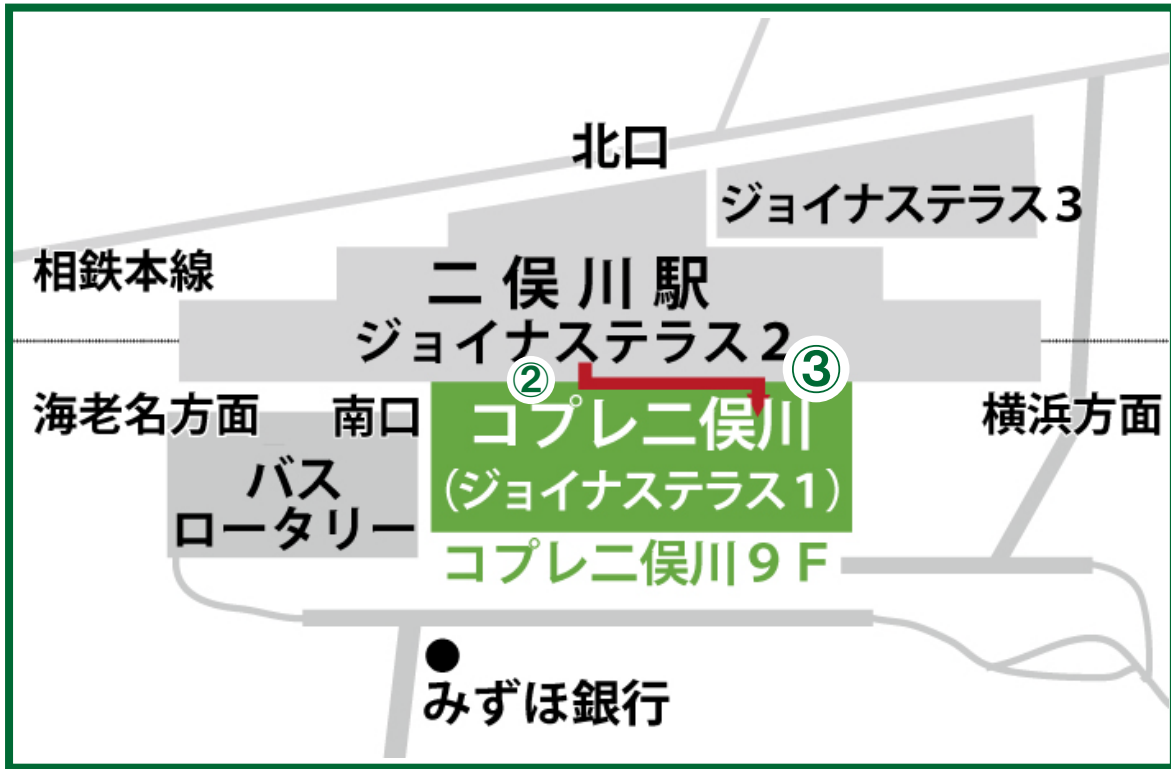 北口
ジョイナステラス3
相鉄本線
二俣川駅
ジョイナステラス2
②
③
海老名方面
南口
コプレ二俣川
(ジョイナステラス1)
横浜方面
バス
ロータリー
コプレ二俣川9F
みずほ銀行